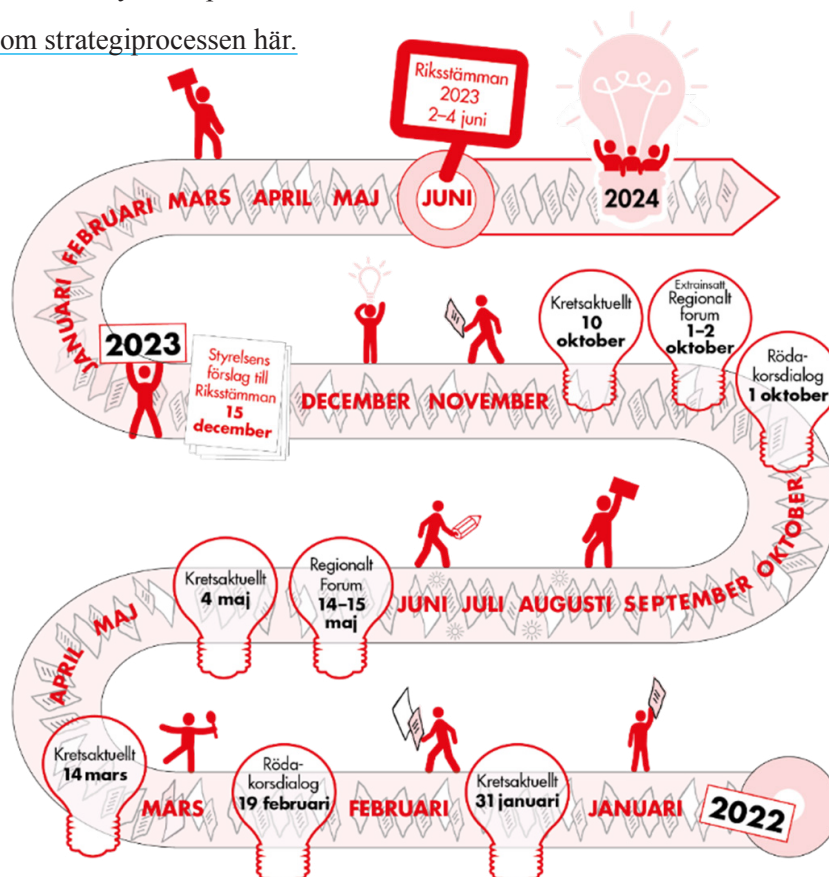 om strategiprocessen här.
Riksstämman
2023
2–4 juni
MARS APRIL MAJ JUNI
2024
FEBRUARI
JANUARI
2023
Styrelsens
förslag till
Riksstämman
15
december
DECEMBER NOVEMBER
Kretsaktuellt
10
oktober
Extrainsatt
Regionalt
forum
1–2
oktober
Röda-
korsdialog
1 oktober
OKTOBER
Kretsaktuellt
4 maj
Regionalt
Forum
14–15
maj
JUNI JULI AUGUSTI SEPTEMBER
MAJ
APRIL
Kretsaktuellt
14 mars
MARS
Röda-
korsdialog
19 februari
FEBRUARI
Kretsaktuellt
31 januari
JANUARI
2022